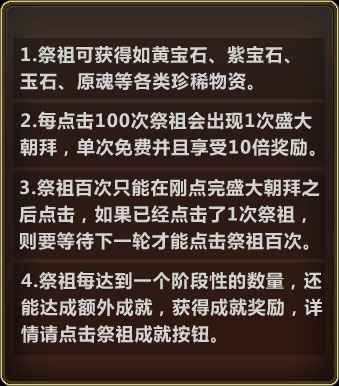 1.祭祖可获得如黄宝石、紫宝石、
玉石、原魂等各类珍稀物资。
2.每点击100次祭祖会出现1次盛大
朝拜，单次免费并且享受10倍奖励。
3.祭祖百次只能在刚点完盛大朝拜之
后点击，如果已经点击了1次祭祖，
则要等待下一轮才能点击祭祖百次。
4.祭祖每达到一个阶段性的数量，还
能达成额外成就，获得成就奖励，详
情请点击祭祖成就按钮。